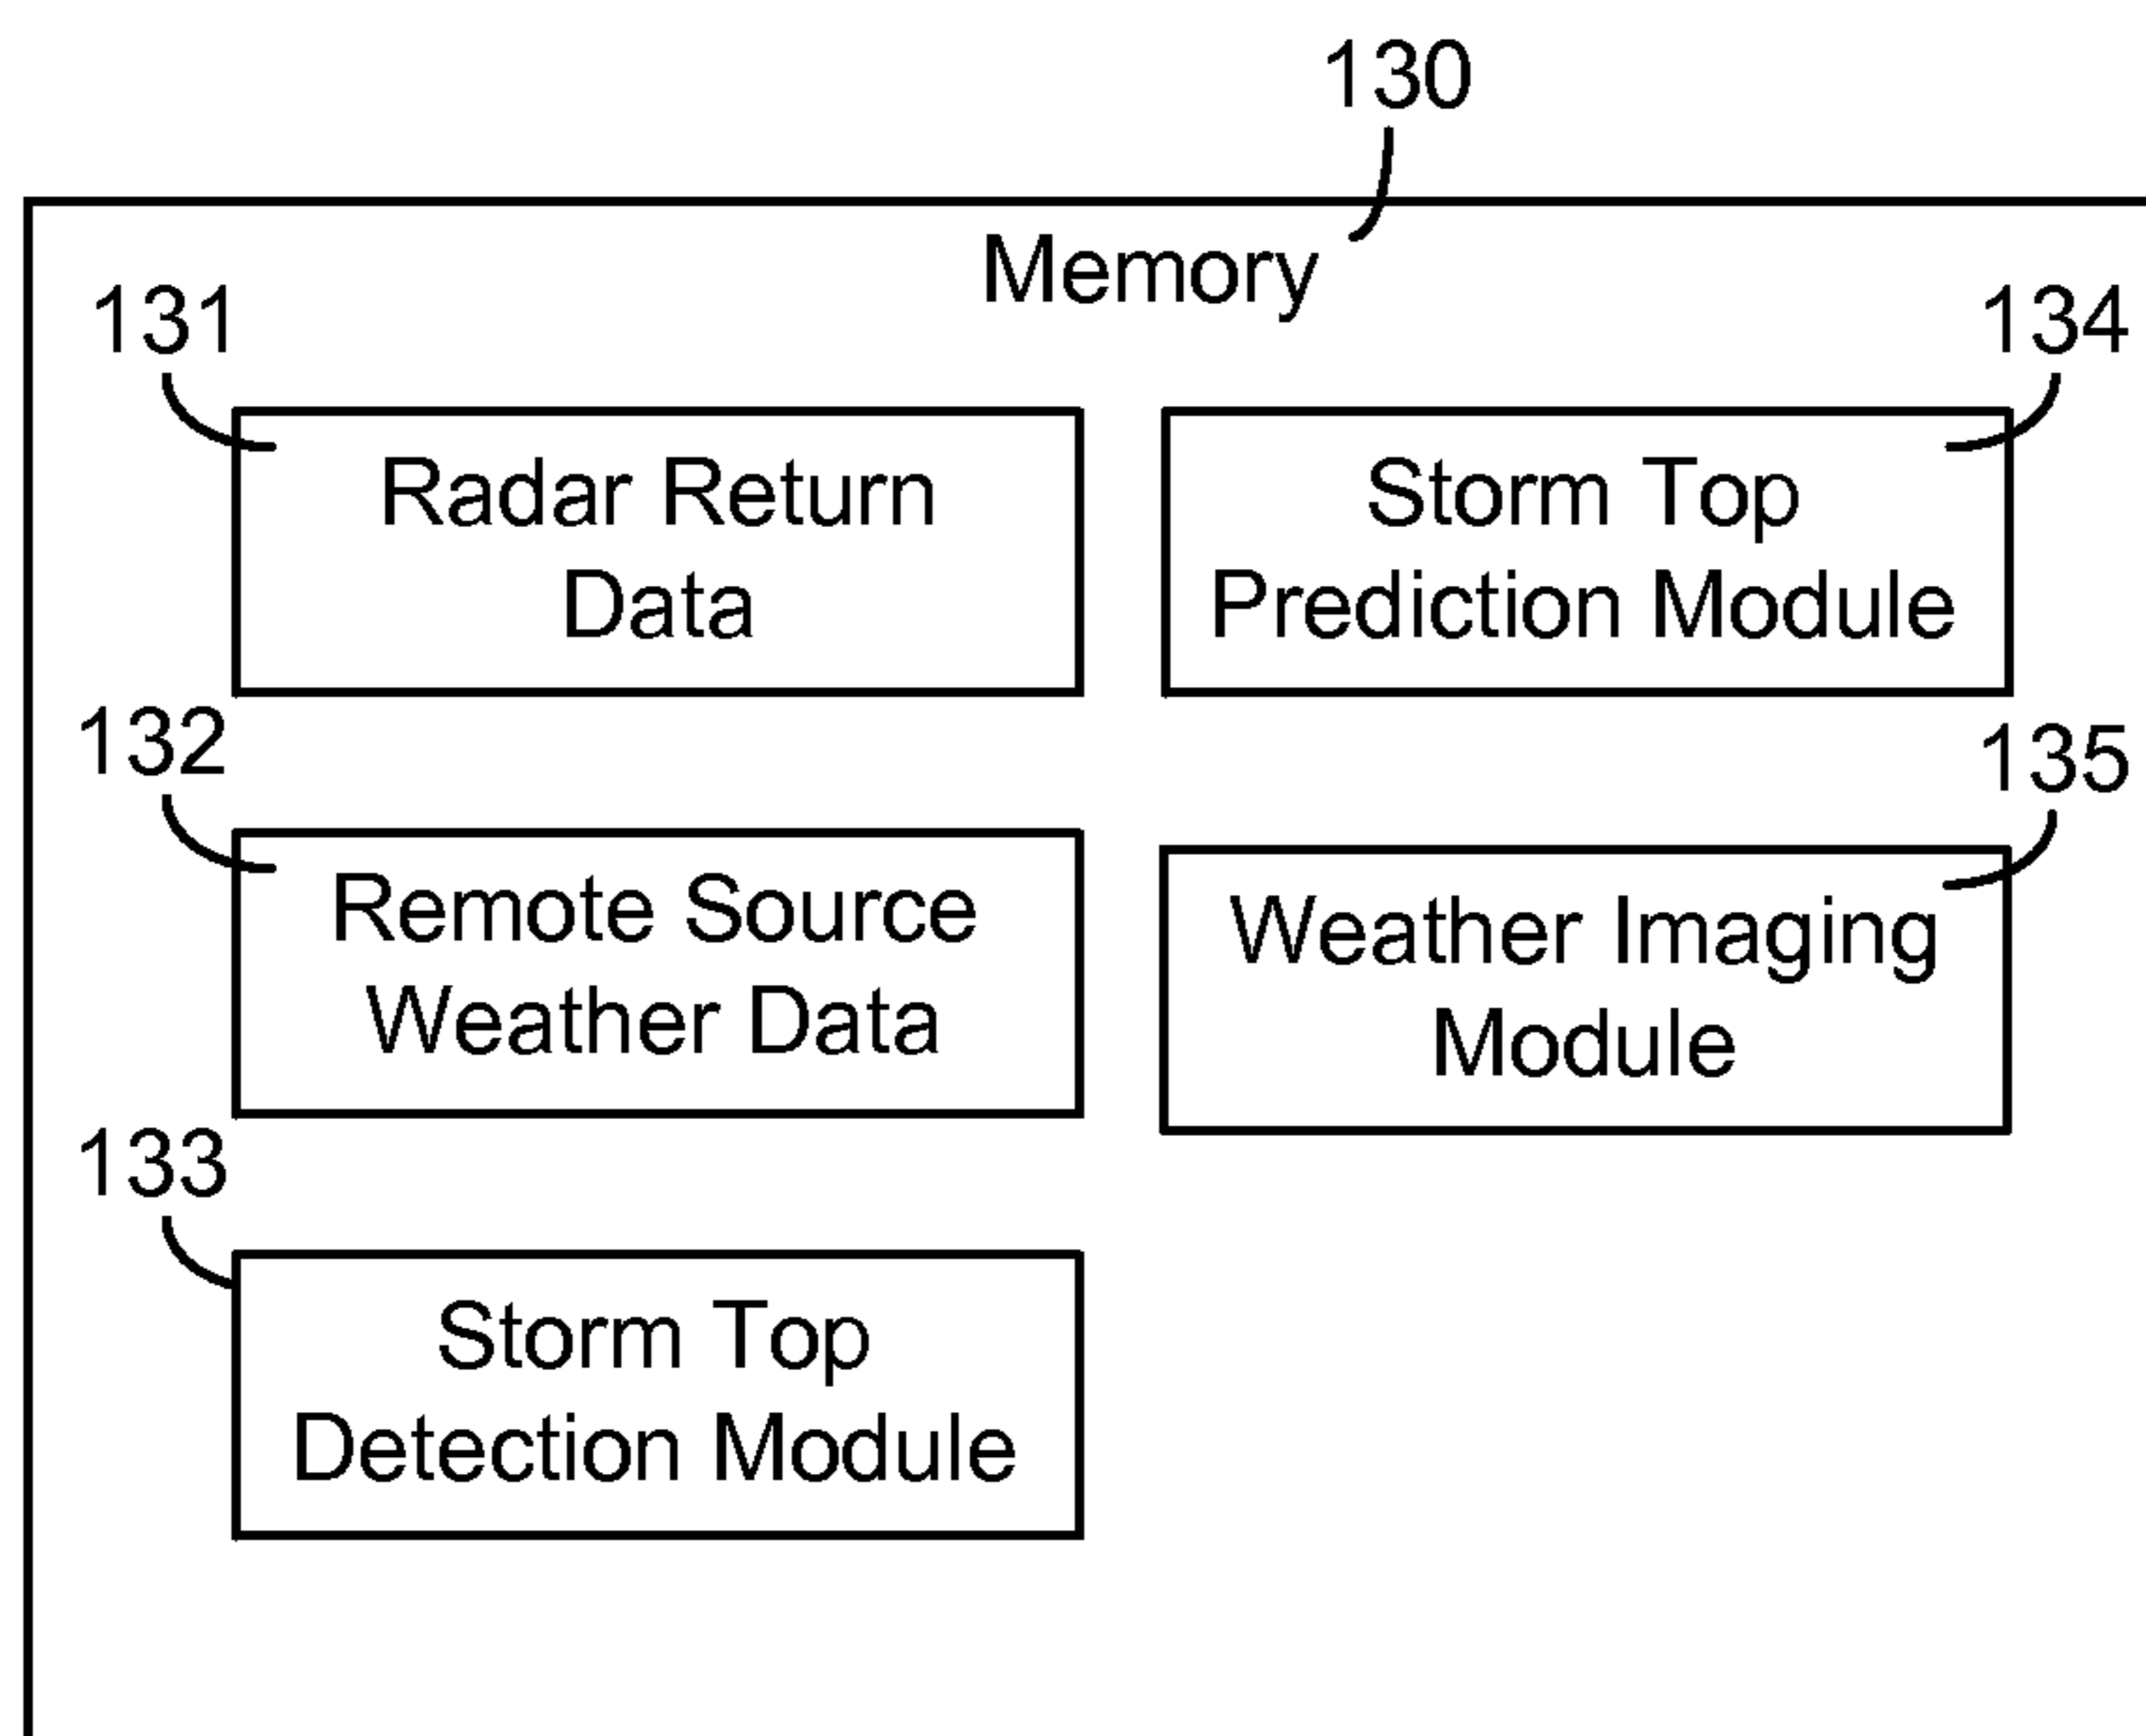 130
Memory
131
Radar Return
Data
134
Storm Top
Prediction Module
132
Remote Source
Weather Data
135
Weather Imaging
Module
133
Storm Top
Detection Module